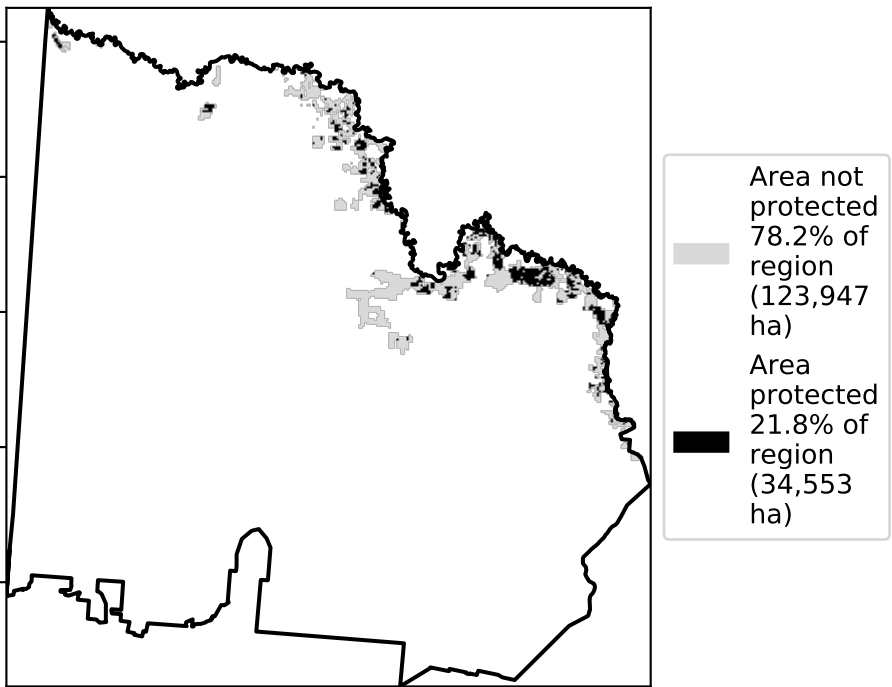 Area not
protected
78.2% of
region
(123,947
ha)
Area
protected
21.8% of
region
(34,553
ha)